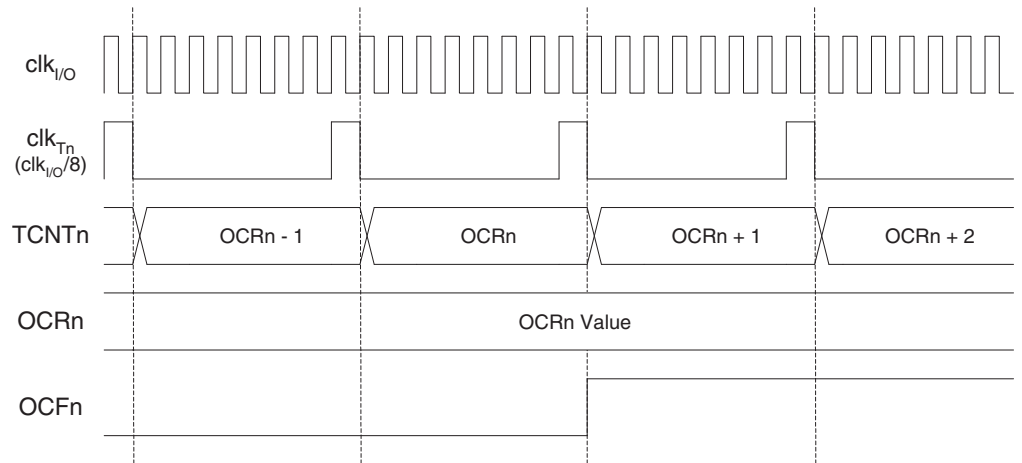 clkI/O
clkTn
(clkI/O/8)
TCNTn
OCRn - 1
OCRn
OCRn + 1
OCRn + 2
OCRn
OCRn Value
OCFn